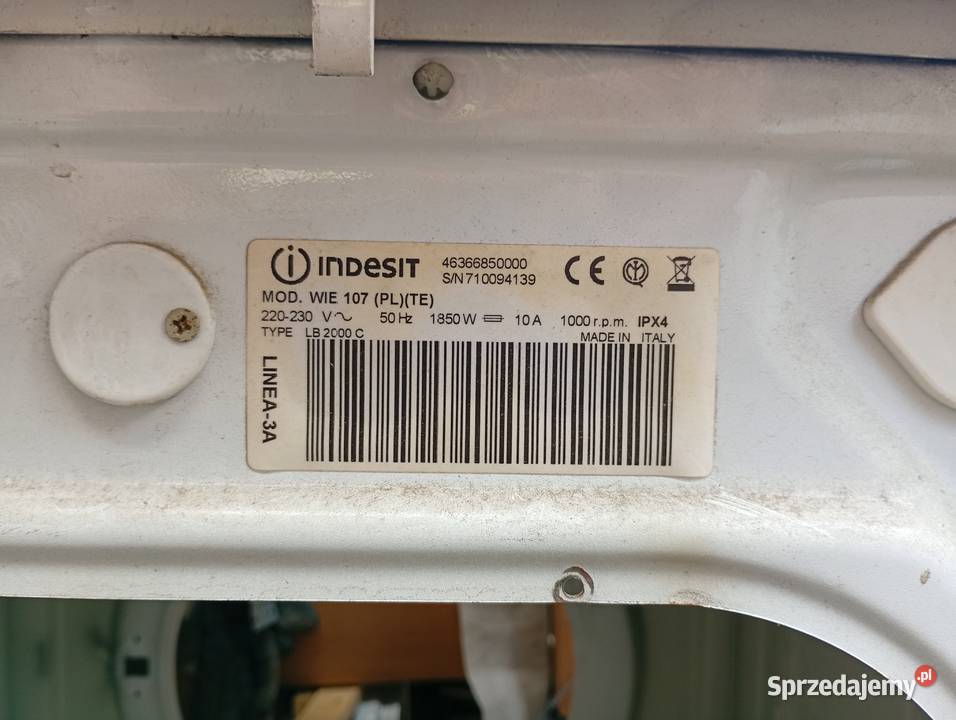 indesit 46366850000
S/N 710094139
MOD. WIE 107 (PL)(TE)
220-230 V 50 Hz 1850 W 10 A 1000 r.p.m. IPX4
TYPE LB 2000 C MADE IN ITALY
LINEA-3A
Sprzedajemy.pl